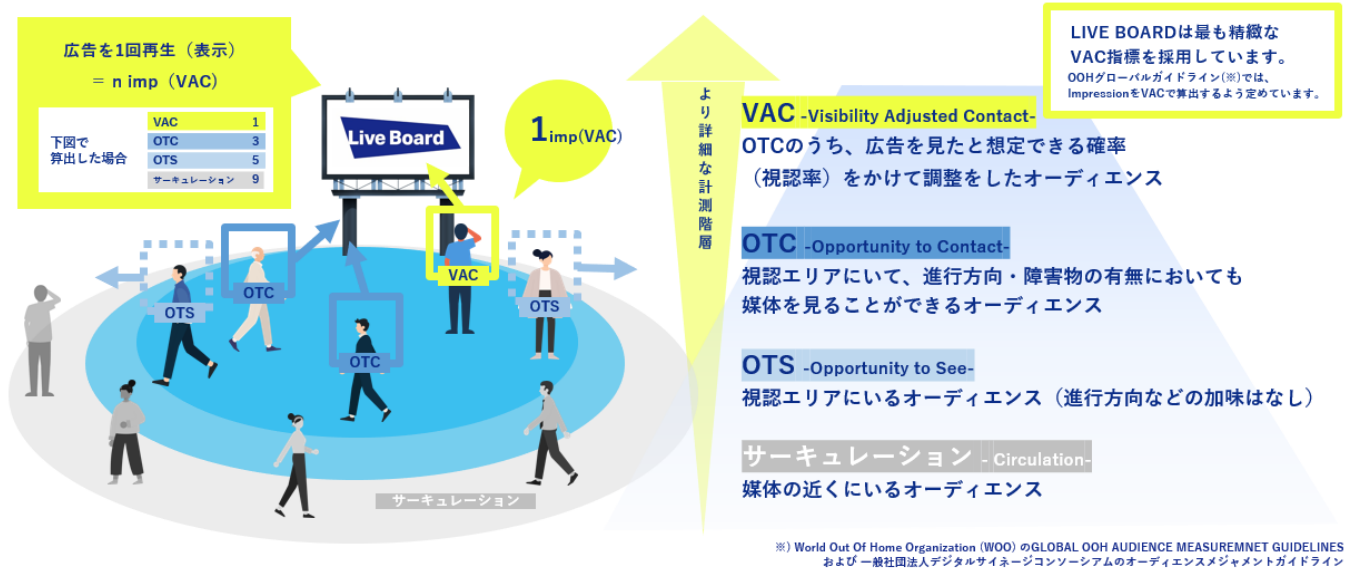 広告を1回再生（表示）
＝ n imp（VAC）
下図で
算出した場合
VAC 1
OTC 3
OTS 5
サーキュレーション 9
Live Board
1imp(VAC)
OTS
OTC
OTC
VAC
OTS
サーキュレーション
より詳細な計測階層
LIVE BOARDは最も精緻な
VAC指標を採用しています。
OOHグローバルガイドライン(※)では、
ImpressionをVACで算出するよう定めています。
VAC -Visibility Adjusted Contact-
OTCのうち、広告を見たと想定できる確率
（視認率）をかけて調整をしたオーディエンス
OTC -Opportunity to Contact-
視認エリアにいて、進行方向・障害物の有無においても
媒体を見ることができるオーディエンス
OTS -Opportunity to See-
視認エリアにいるオーディエンス（進行方向などの加味はなし）
サーキュレーション - Circulation-
媒体の近くにいるオーディエンス
※) World Out Of Home Organization (WOO) のGLOBAL OOH AUDIENCE MEASUREMNET GUIDELINES
および 一般社団法人デジタルサイネージコンソーシアムのオーディエンスメジャメントガイドライン